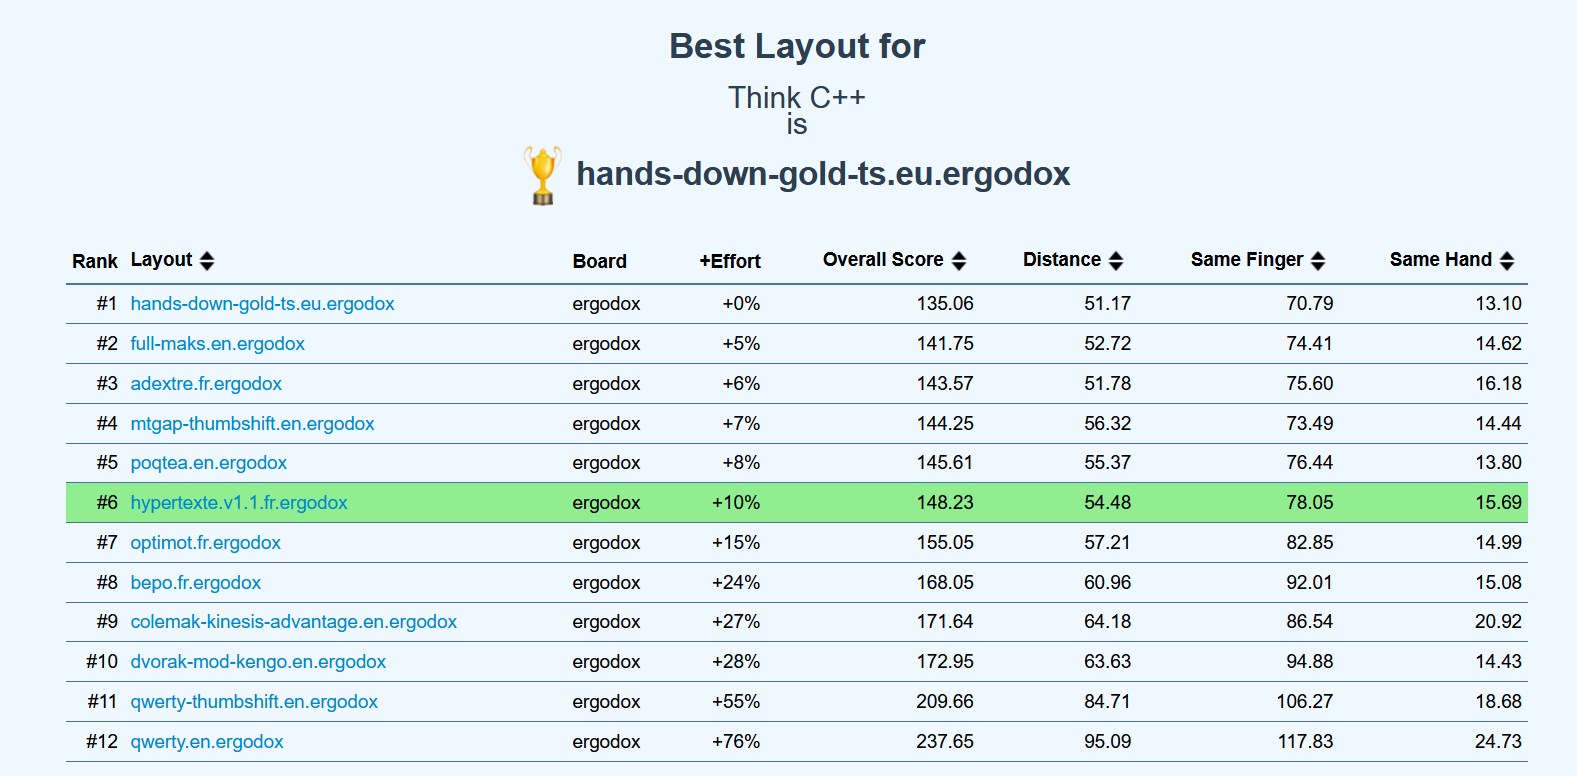 Best Layout for
Think C++
is
hands-down-gold-ts.eu.ergodox
Rank Layout Board +Effort Overall Score Distance Same Finger Same Hand
#1 hands-down-gold-ts.eu.ergodox ergodox +0% 135.06 51.17 70.79 13.10
#2 full-maks.en.ergodox ergodox +5% 141.75 52.72 74.41 14.62
#3 adextre.fr.ergodox ergodox +6% 143.57 51.78 75.60 16.18
#4 mtgap-thumbshift.en.ergodox ergodox +7% 144.25 56.32 73.49 14.44
#5 poqtea.en.ergodox ergodox +8% 145.61 55.37 76.44 13.80
#6 hypertexte.v1.1.fr.ergodox ergodox +10% 148.23 54.48 78.05 15.69
#7 optimot.fr.ergodox ergodox +15% 155.05 57.21 82.85 14.99
#8 bepo.fr.ergodox ergodox +24% 168.05 60.96 92.01 15.08
#9 colemak-kinesis-advantage.en.ergodox ergodox +27% 171.64 64.18 86.54 20.92
#10 dvorak-mod-kengo.en.ergodox ergodox +28% 172.95 63.63 94.88 14.43
#11 qwerty-thumbshift.en.ergodox ergodox +55% 209.66 84.71 106.27 18.68
#12 qwerty.en.ergodox ergodox +76% 237.65 95.09 117.83 24.73